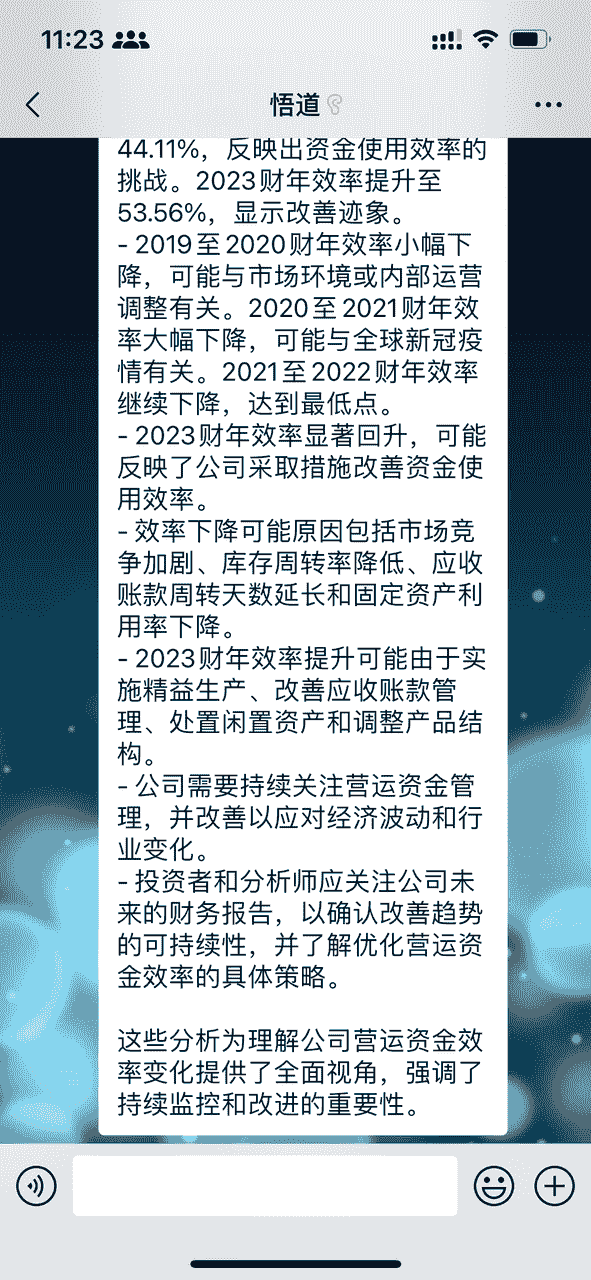 11:23
悟道
44.11%，反映出资金使用效率的
挑战。2023财年效率提升至
53.56%，显示改善迹象。
- 2019至2020财年效率小幅下
降，可能与市场环境或内部运营
调整有关。2020至2021财年效
率大幅下降，可能与全球新冠疫
情有关。2021至2022财年效率
继续下降，达到最低点。
- 2023财年效率显著回升，可能
反映了公司采取措施改善资金使
用效率。
- 效率下降可能原因包括市场竞
争加剧、库存周转率降低、应收
账款周转天数延长和固定资产利
用率下降。
- 2023财年效率提升可能由于实
施精益生产、改善应收账款管
理、处置闲置资产和调整产品结
构。
- 公司需要持续关注营运资金管
理，并改善以应对经济波动和行
业变化。
- 投资者和分析师应关注公司未
来的财务报告，以确认改善趋势
的可持续性，并了解优化营运资
金效率的具体策略。
这些分析为理解公司营运资金效
率变化提供了全面视角，强调了
持续监控和改进的重要性。